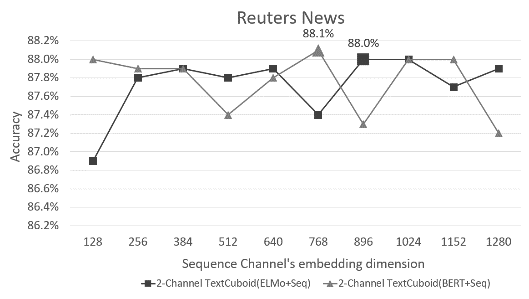 Reuters News
88.1%
88.0%
88.2%
88.0%
87.8%
87.6%
87.4%
87.2%
87.0%
86.8%
86.6%
86.4%
86.2%
Accuracy
128 256 384 512 640 768 896 1024 1152 1280
Sequence Channel's embedding dimension
2-Channel TextCuboid(ELMo+Seq) 2-Channel TextCuboid(BERT+Seq)